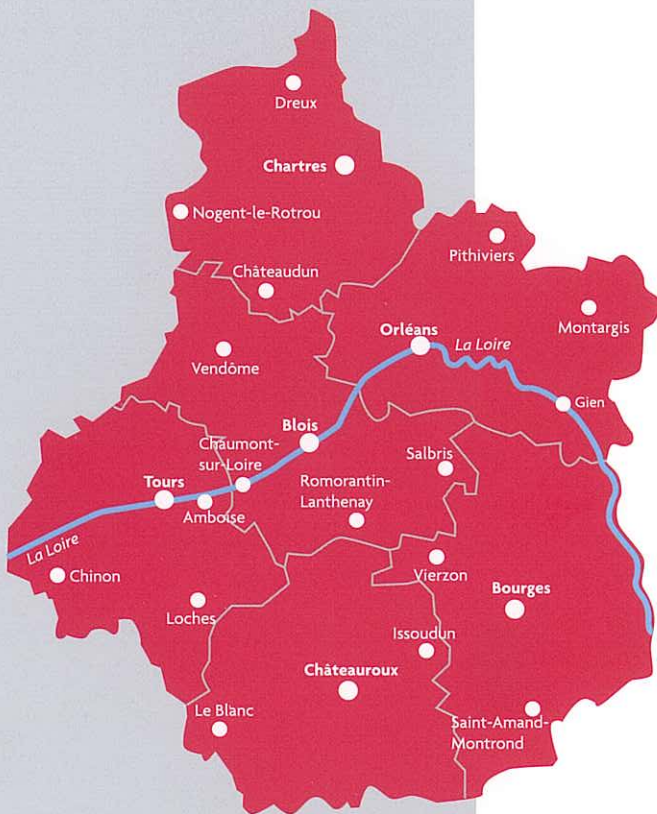 Dreux
Chartres
Nogent-le-Rotrou
Pithiviers
Châteaudun
Montargis
Orléans
La Loire
Vendôme
Gien
Blois
Chaumont-
sur-Loire
Salbris
Romorantin-
Lanthenay
Tours
Amboise
La Loire
Chinon
Vierzon
Bourges
Loches
Issoudun
Châteauroux
Le Blanc
Saint-Amand-
Montrond